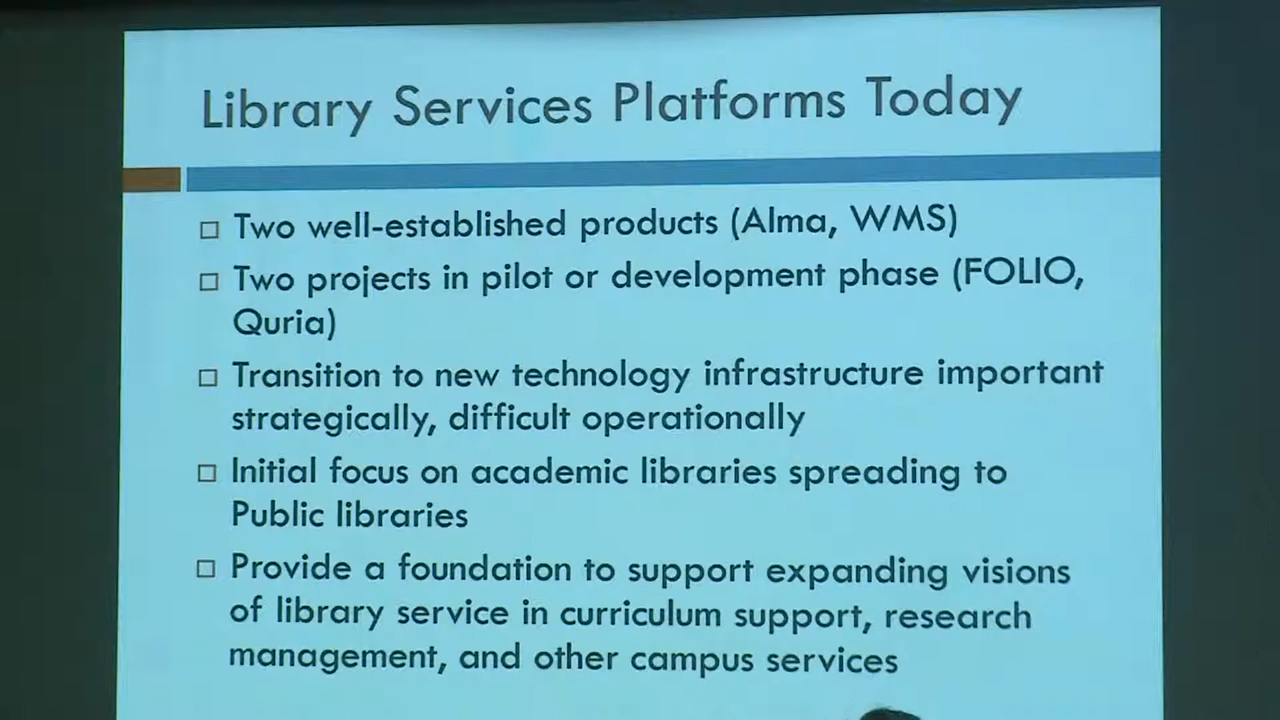 Library Services Platforms Today
Two well-established products (Alma, WMS)
Two projects in pilot or development phase (FOLIO,
Quria)
Transition to new technology infrastructure important
strategically, difficult operationally
Initial focus on academic libraries spreading to
Public libraries
Provide a foundation to support expanding visions
of library service in curriculum support, research
management, and other campus services